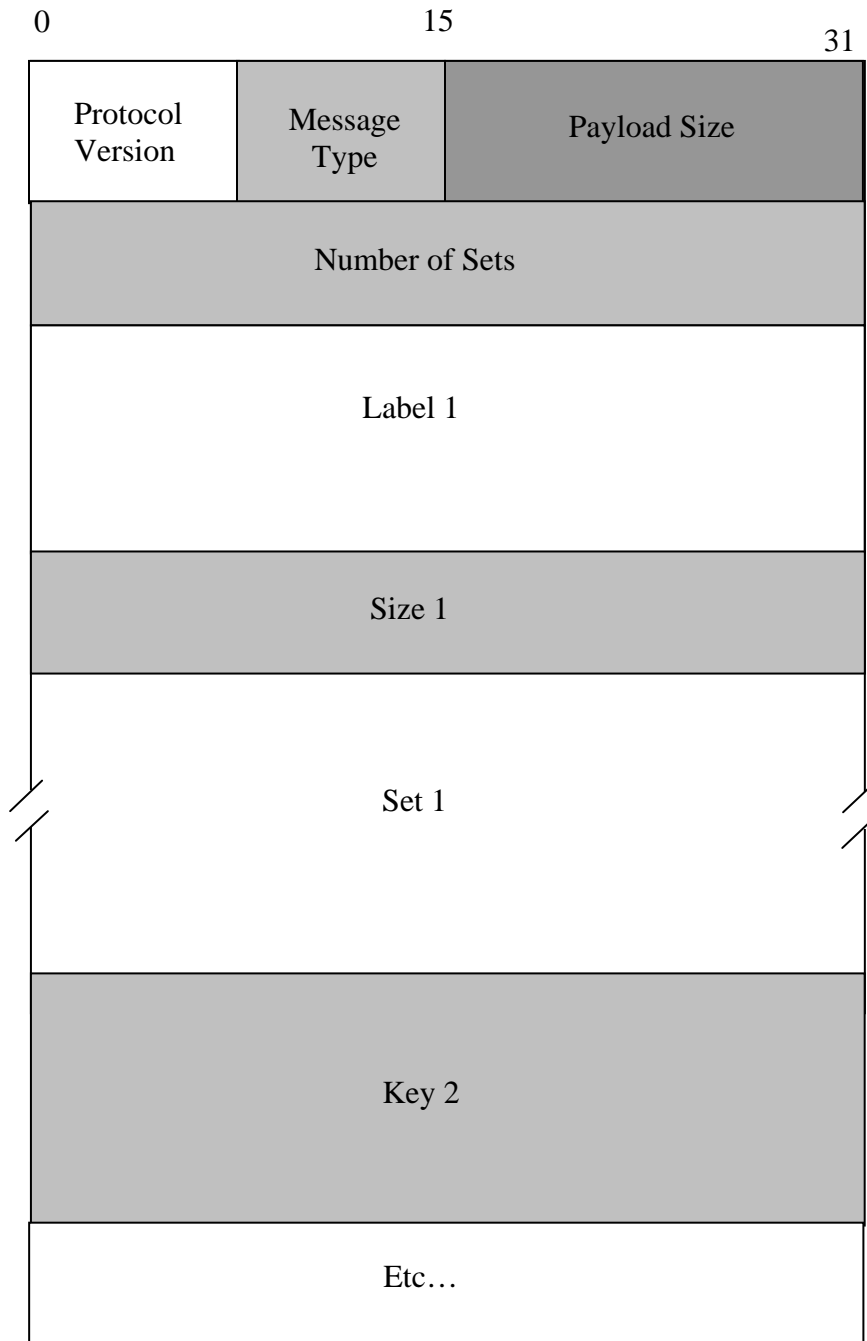 0 15 31
Protocol
Version
Message
Type
Payload Size
Number of Sets
Label 1
Size 1
Set 1
Key 2
Etc…